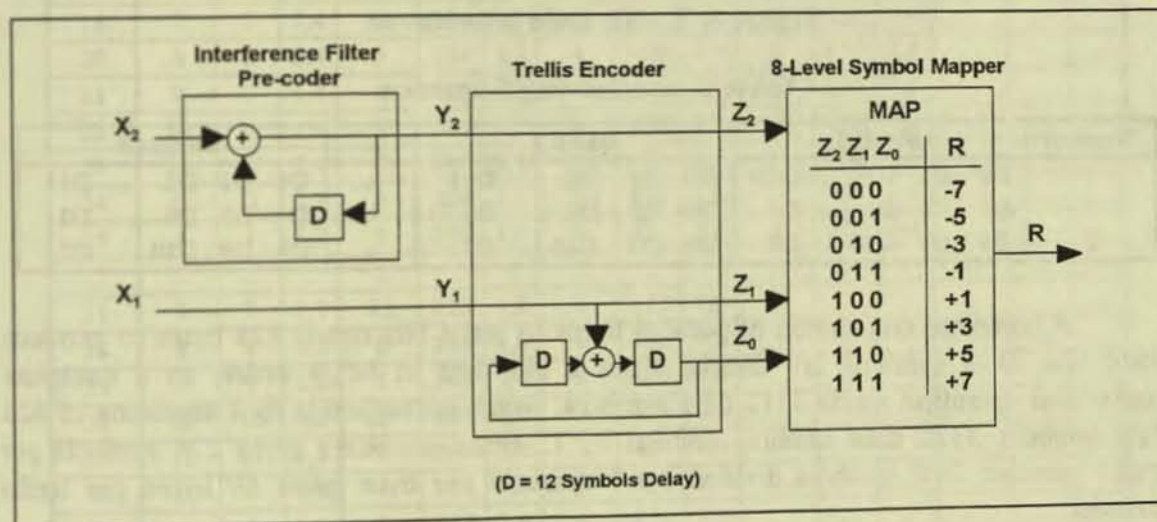 Interference Filter
Pre-coder
Trellis Encoder
8-Level Symbol Mapper
X2
+
D
Y2
Z2
X1
Y1
Z1
Z0
D
+
D
MAP
Z2 Z1 Z0 R
0 0 0 -7
0 0 1 -5
0 1 0 -3
0 1 1 -1
1 0 0 +1
1 0 1 +3
1 1 0 +5
1 1 1 +7
R
(D = 12 Symbols Delay)